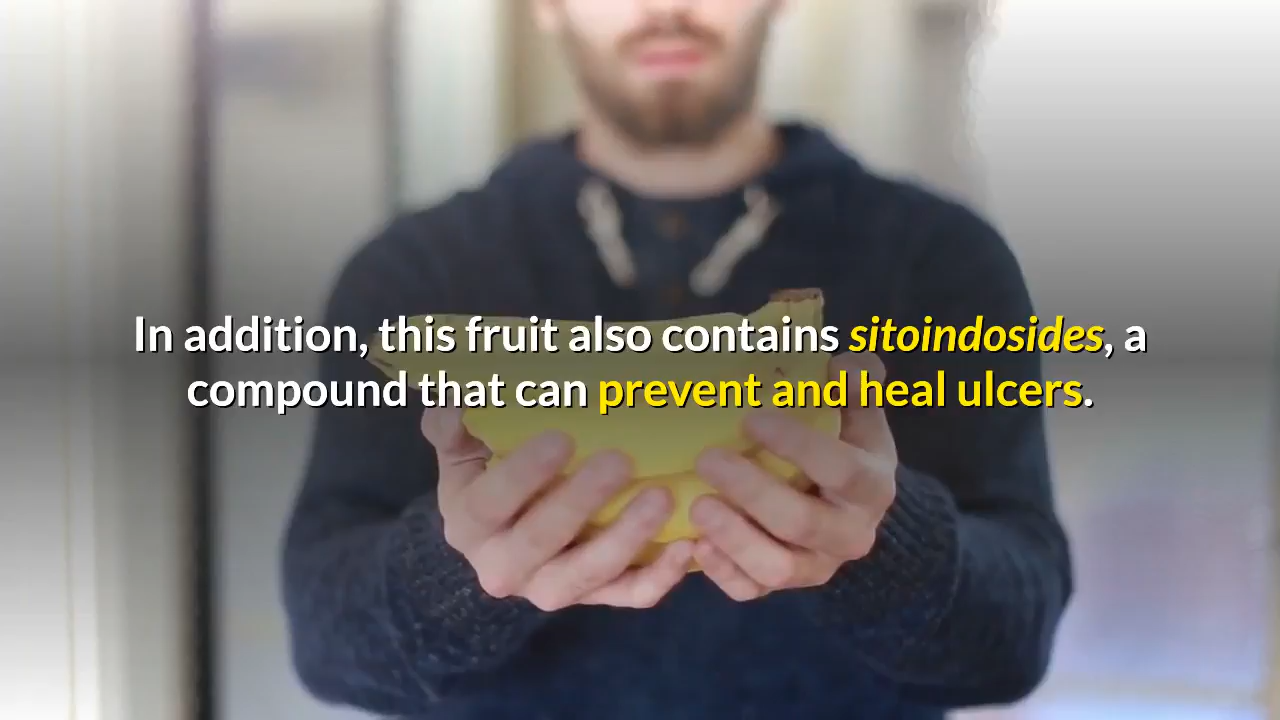 In addition, this fruit also contains sitoindosides, a
compound that can prevent and heal ulcers.